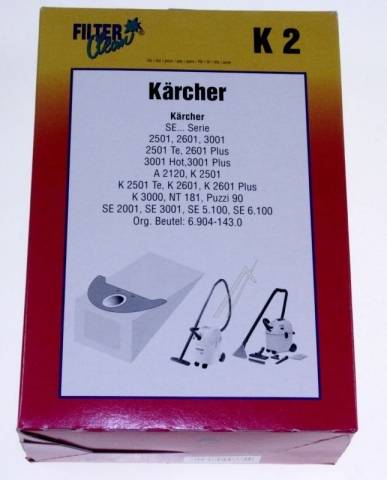 FILTER
Clean
K 2
Kärcher
Kärcher
SE... Serie
2501, 2601, 3001
2501 Te, 2601 Plus
3001 Hot,3001 Plus
A 2120, K 2501
K 2501 Te, K 2601, K 2601 Plus
K 3000, NT 181, Puzzi 90
SE 2001, SE 3001, SE 5.100, SE 6.100
Org. Beutel: 6.904-143.0